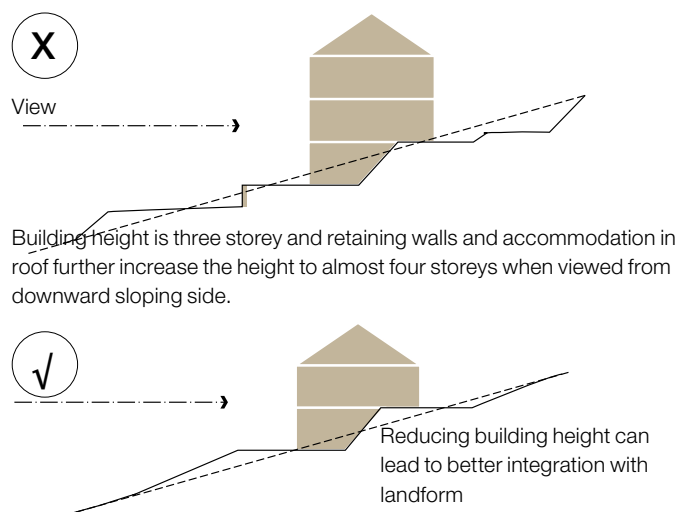 X
View
Building height is three storey and retaining walls and accommodation in
roof further increase the height to almost four storeys when viewed from
downward sloping side.
√
Reducing building height can
lead to better integration with
landform